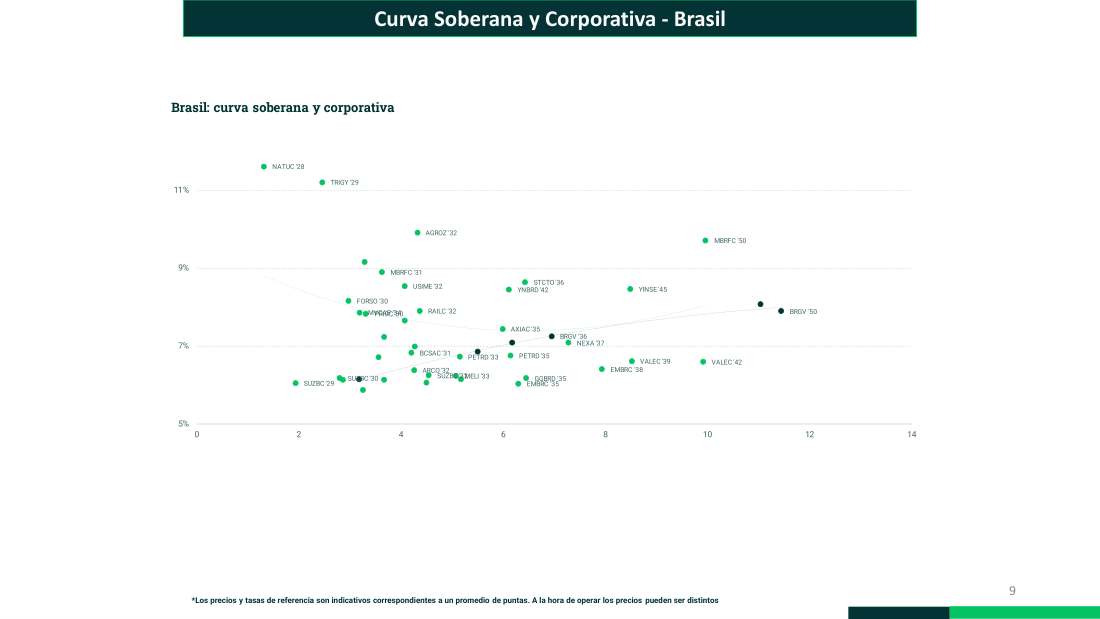 Curva Soberana y Corporativa - Brasil
Brasil: curva soberana y corporativa
NATUC '28
TRIGY '29
11%
AGROZ '32
MBRFC '50
9%
MBRFC '31
STCTO '36
USIME '32
YNBRD '42
YINSE '45
FORSO '30
RAILC '32
BRGV '50
AXIAC '35
BRGV '36
NEXA '37
7%
BCSAC '31
PETRD '33
PETRD '35
VALEC '39
VALEC '42
ARCO '32
EMBRC '38
MELI '33
GGBRD '35
SUZBC '29
SUZBC '30
EMBRC '35
5%
0 2 4 6 8 10 12 14
*Los precios y tasas de referencia son indicativos correspondientes a un promedio de puntas. A la hora de operar los precios pueden ser distintos
9